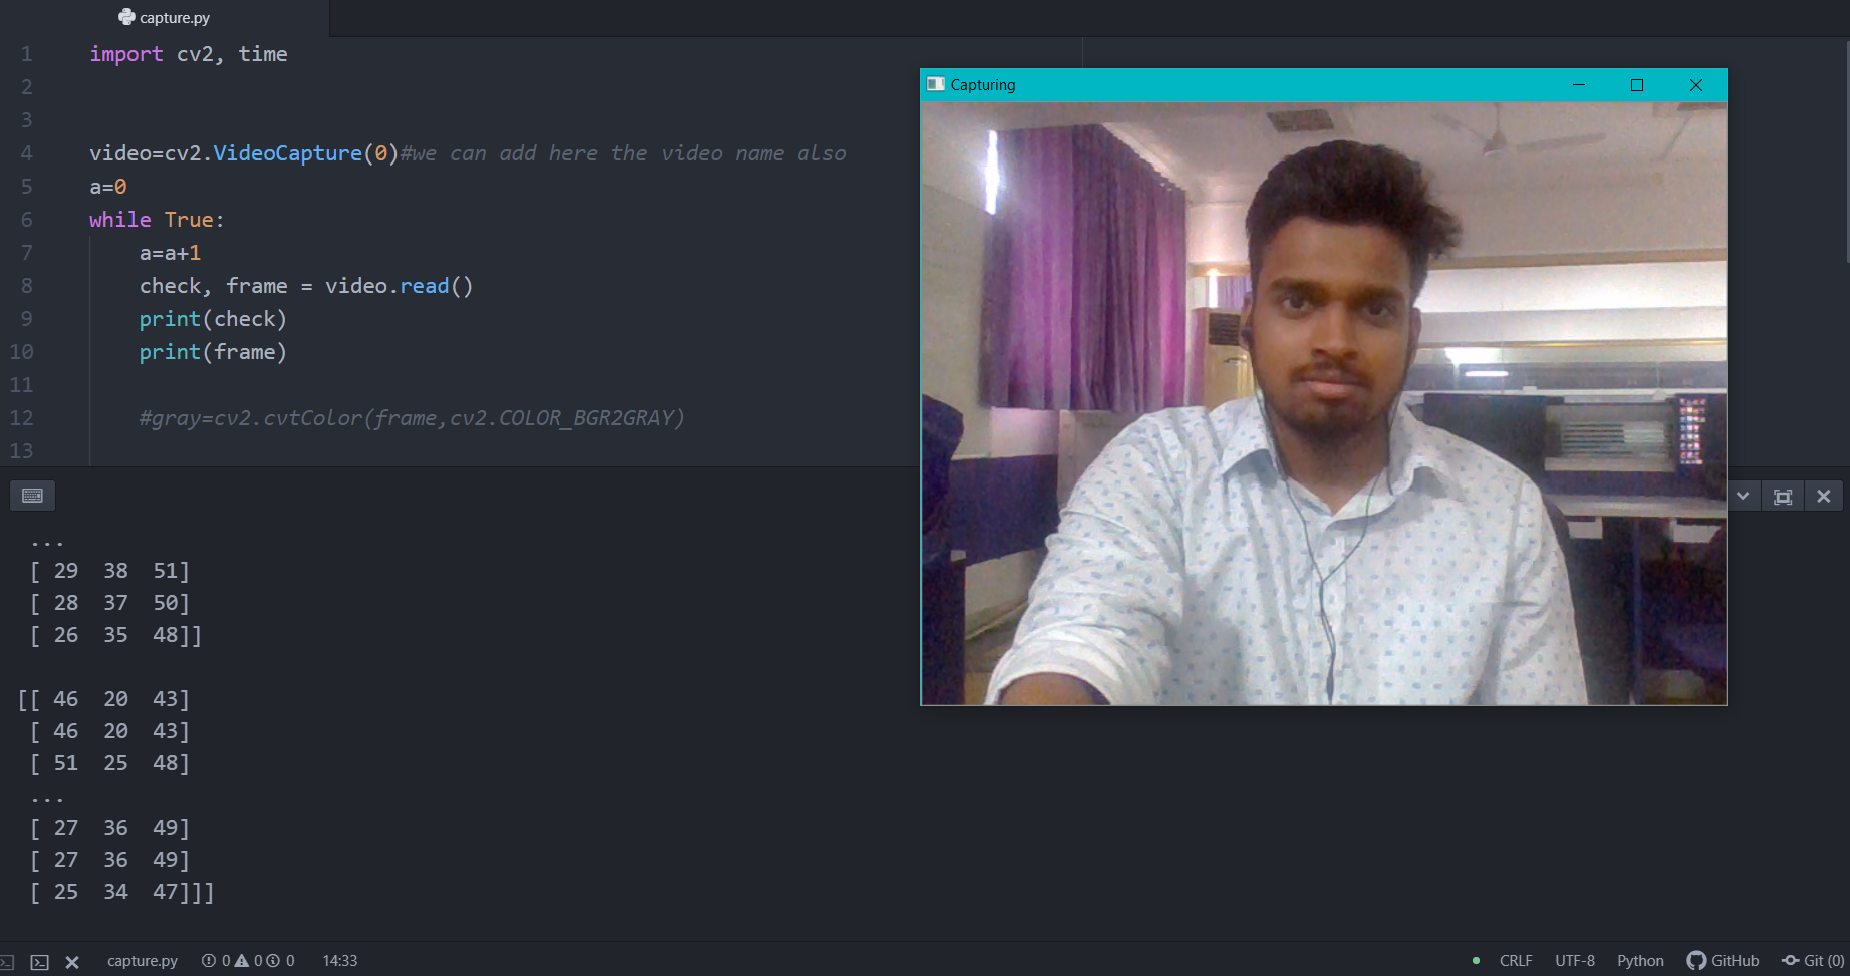 capture.py
1 import cv2, time
2
3
4 video=cv2.VideoCapture(0)#we can add here the video name also
5 a=0
6 while True:
7 a=a+1
8 check, frame = video.read()
9 print(check)
10 print(frame)
11
12 #gray=cv2.cvtColor(frame,cv2.COLOR_BGR2GRAY)
13
Capturing
...
[ 29 38 51]
[ 28 37 50]
[ 26 35 48]]
[[ 46 20 43]
[ 46 20 43]
[ 51 25 48]
...
[ 27 36 49]
[ 27 36 49]
[ 25 34 47]]]
capture.py 0 0 0 14:33 CRLF UTF-8 Python GitHub Git (0)